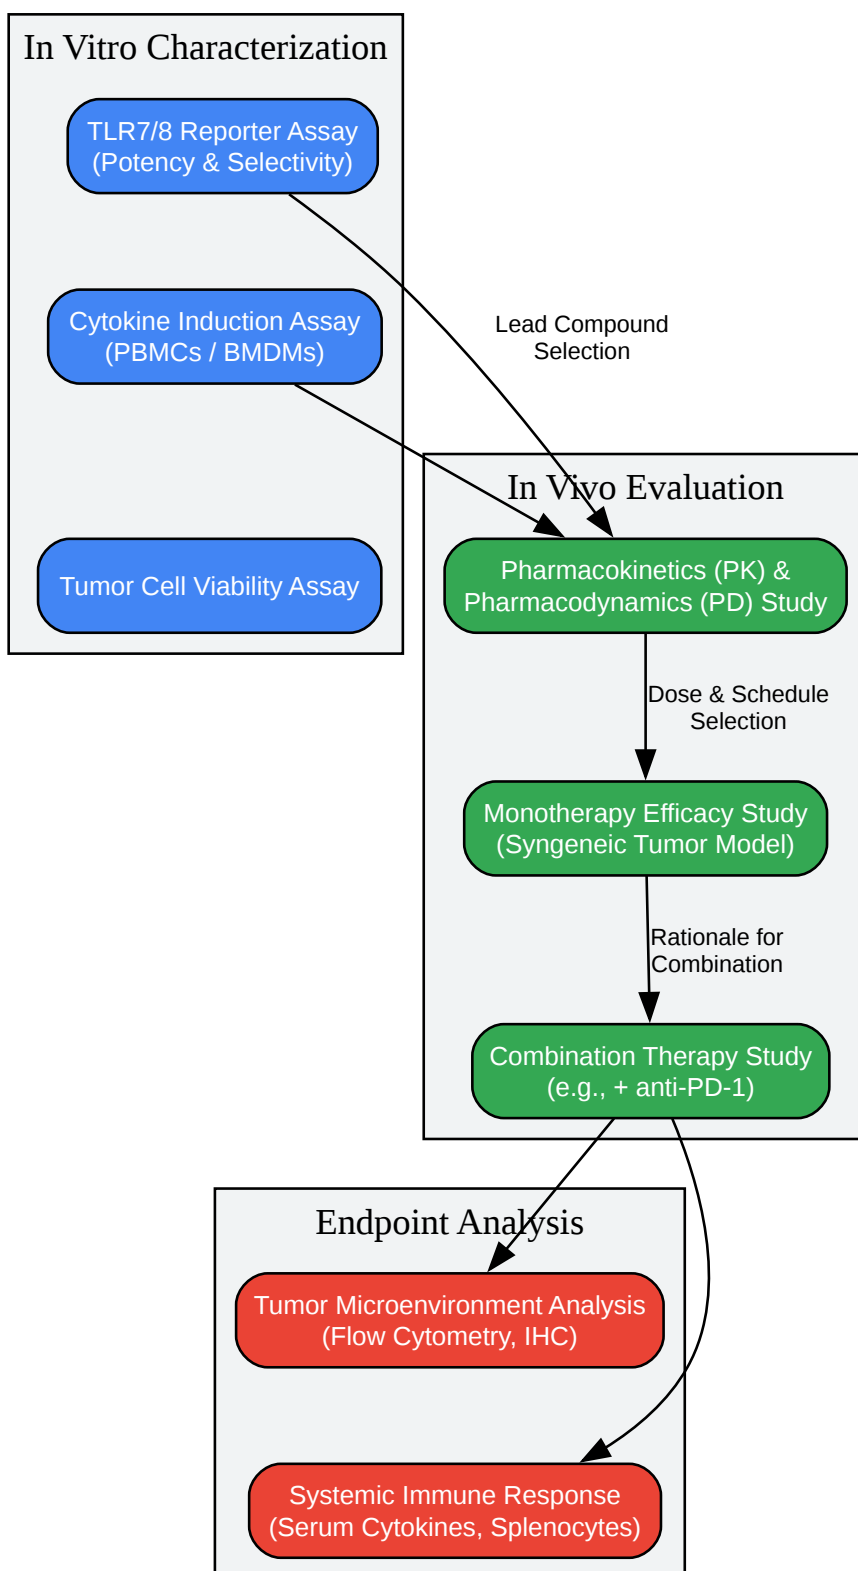 In Vitro Characterization
TLR7/8 Reporter Assay
(Potency & Selectivity)
Cytokine Induction Assay
(PBMCs / BMDMs)
Lead Compound
Selection
In Vivo Evaluation
Tumor Cell Viability Assay
Pharmacokinetics (PK) &
Pharmacodynamics (PD) Study
Dose & Schedule
Selection
Monotherapy Efficacy Study
(Syngeneic Tumor Model)
Rationale for
Combination
Combination Therapy Study
(e.g., + anti-PD-1)
Endpoint Analysis
Tumor Microenvironment Analysis
(Flow Cytometry, IHC)
Systemic Immune Response
(Serum Cytokines, Splenocytes)